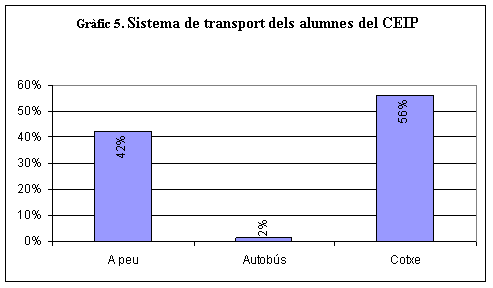 Gràfic 5. Sistema de transport dels alumnes del CEIP
60%
50%
40%
30%
20%
10%
0%
42%
2%
56%
A peu
Autobús
Cotxe